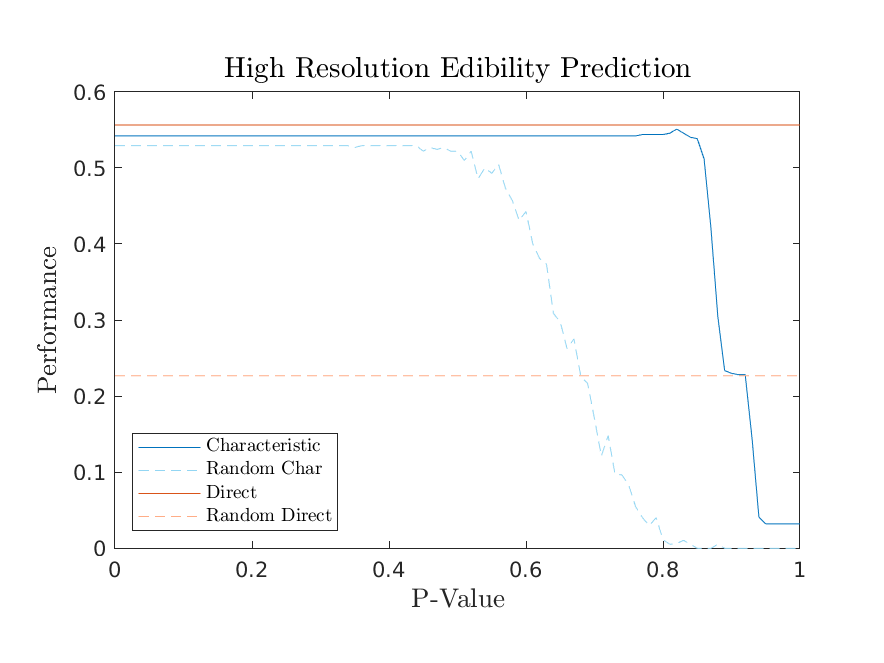 High Resolution Edibility Prediction
0.6
0.5
0.4
0.3
0.2
0.1
0
Performance
Characteristic
Random Char
Direct
Random Direct
0 0.2 0.4 0.6 0.8 1
P-Value